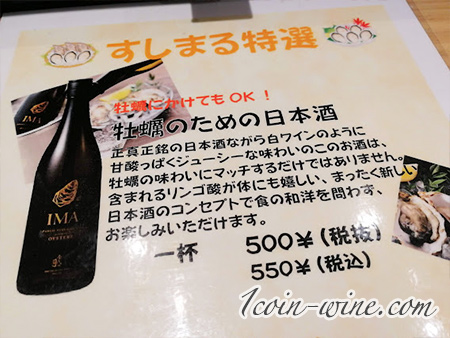 すしまる特選
牡蠣にかけてもOK！
牡蠣のための日本酒
正真正銘の日本酒ながら白ワインのように
甘酸っぱくジューシーな味わいのこのお酒は、
牡蠣の味わいにマッチするだけではありません。
含まれるリンゴ酸が体にも嬉しい、まったく新しい
日本酒のコンセプトで食の和洋を問わず、
お楽しみいただけます。
一杯 500¥(税抜)
550¥(税込)
IMA
IMA
OYSTERS
1coin-wine.com